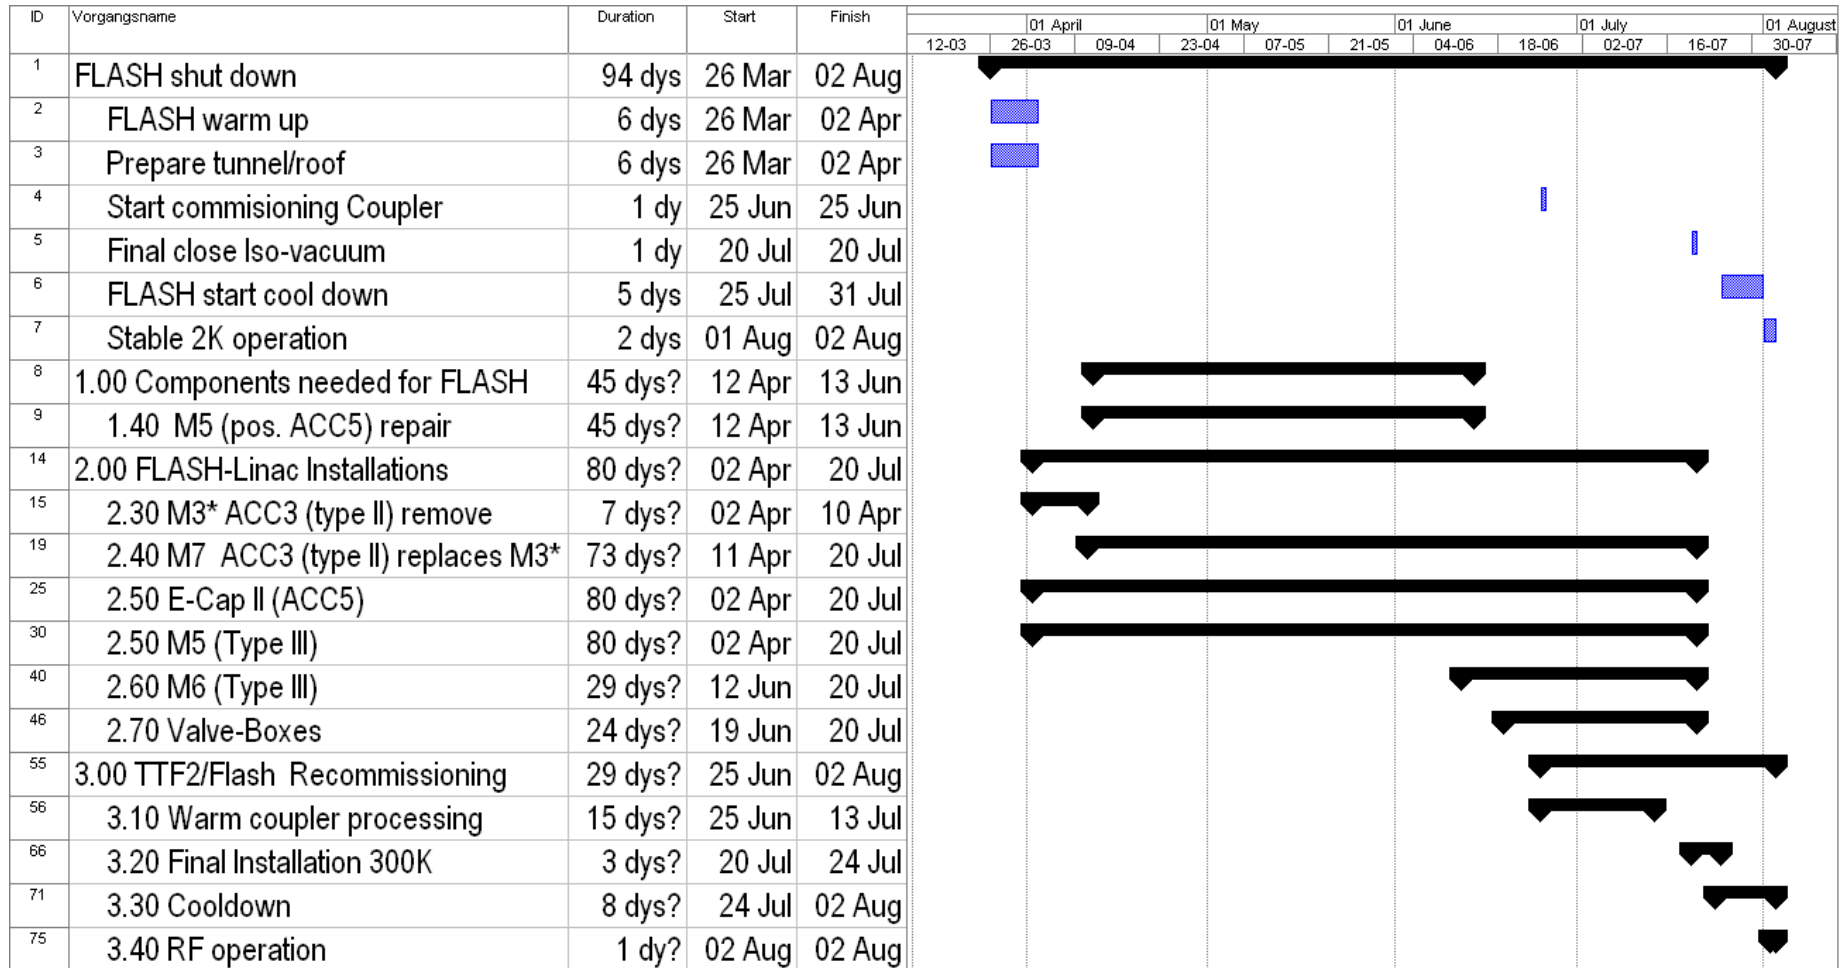 ID Vorgangsname Duration Start Finish
01 April 01 May 01 June 01 July 01 August
12-03 26-03 09-04 23-04 07-05 21-05 04-06 18-06 02-07 16-07 30-07
1 FLASH shut down 94 dys 26 Mar 02 Aug
2 FLASH warm up 6 dys 26 Mar 02 Apr
3 Prepare tunnel/roof 6 dys 26 Mar 02 Apr
4 Start commisioning Coupler 1 dy 25 Jun 25 Jun
5 Final close Iso-vacuum 1 dy 20 Jul 20 Jul
6 FLASH start cool down 5 dys 25 Jul 31 Jul
7 Stable 2K operation 2 dys 01 Aug 02 Aug
8 1.00 Components needed for FLASH 45 dys? 12 Apr 13 Jun
9 1.40 M5 (pos. ACC5) repair 45 dys? 12 Apr 13 Jun
14 2.00 FLASH-Linac Installations 80 dys? 02 Apr 20 Jul
15 2.30 M3* ACC3 (type II) remove 7 dys? 02 Apr 10 Apr
19 2.40 M7 ACC3 (type II) replaces M3* 73 dys? 11 Apr 20 Jul
25 2.50 E-Cap II (ACC5) 80 dys? 02 Apr 20 Jul
30 2.50 M5 (Type III) 80 dys? 02 Apr 20 Jul
40 2.60 M6 (Type III) 29 dys? 12 Jun 20 Jul
46 2.70 Valve-Boxes 24 dys? 19 Jun 20 Jul
55 3.00 TTF2/Flash Recommissioning 29 dys? 25 Jun 02 Aug
56 3.10 Warm coupler processing 15 dys? 25 Jun 13 Jul
66 3.20 Final Installation 300K 3 dys? 20 Jul 24 Jul
71 3.30 Cooldown 8 dys? 24 Jul 02 Aug
75 3.40 RF operation 1 dy? 02 Aug 02 Aug